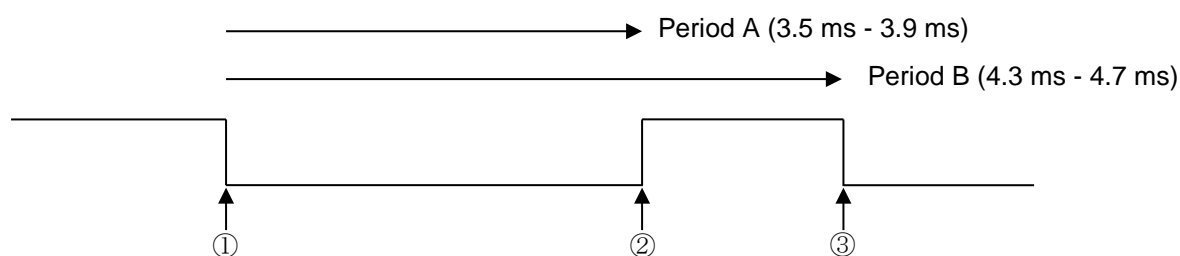 Period A (3.5 ms - 3.9 ms)
Period B (4.3 ms - 4.7 ms)
① ② ③